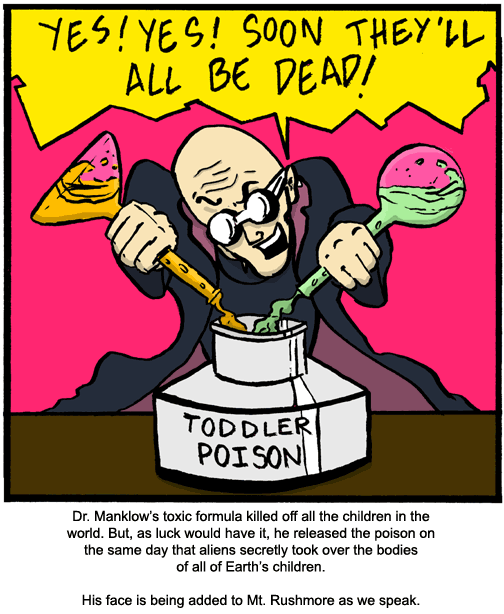 YES! YES! SOON THEY'LL
ALL BE DEAD!
TODDLER
POISON
Dr. Manklow's toxic formula killed off all the children in the
world. But, as luck would have it, he released the poison on
the same day that aliens secretly took over the bodies
of all of Earth's children.
His face is being added to Mt. Rushmore as we speak.